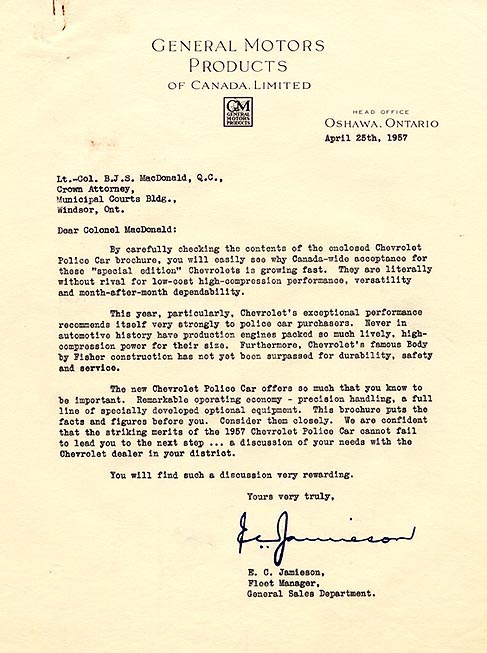 GENERAL MOTORS
PRODUCTS
OF CANADA, LIMITED
GM
GENERAL
MOTORS
PRODUCTS
HEAD OFFICE
OSHAWA, ONTARIO
April 25th, 1957
Lt.-Col. B.J.S. MacDonald, Q.C.,
Crown Attorney,
Municipal Courts Bldg.,
Windsor, Ont.
Dear Colonel MacDonald:
By carefully checking the contents of the enclosed Chevrolet
Police Car brochure, you will easily see why Canada-wide acceptance for
these "special edition" Chevrolets is growing fast. They are literally
without rival for low-cost high-compression performance, versatility
and month-after-month dependability.
This year, particularly, Chevrolet's exceptional performance
recommends itself very strongly to police car purchasers. Never in
automotive history have production engines packed so much lively, high-
compression power for their size. Furthermore, Chevrolet's famous Body
by Fisher construction has not yet been surpassed for durability, safety
and service.
The new Chevrolet Police Car offers so much that you know to
be important. Remarkable operating economy - precision handling, a full
line of specially developed optional equipment. This brochure puts the
facts and figures before you. Consider them closely. We are confident
that the striking merits of the 1957 Chevrolet Police Car cannot fail
to lead you to the next step ... a discussion of your needs with the
Chevrolet dealer in your district.
You will find such a discussion very rewarding.
Yours very truly,
E.C. Jamieson
E. C. Jamieson,
Fleet Manager,
General Sales Department.